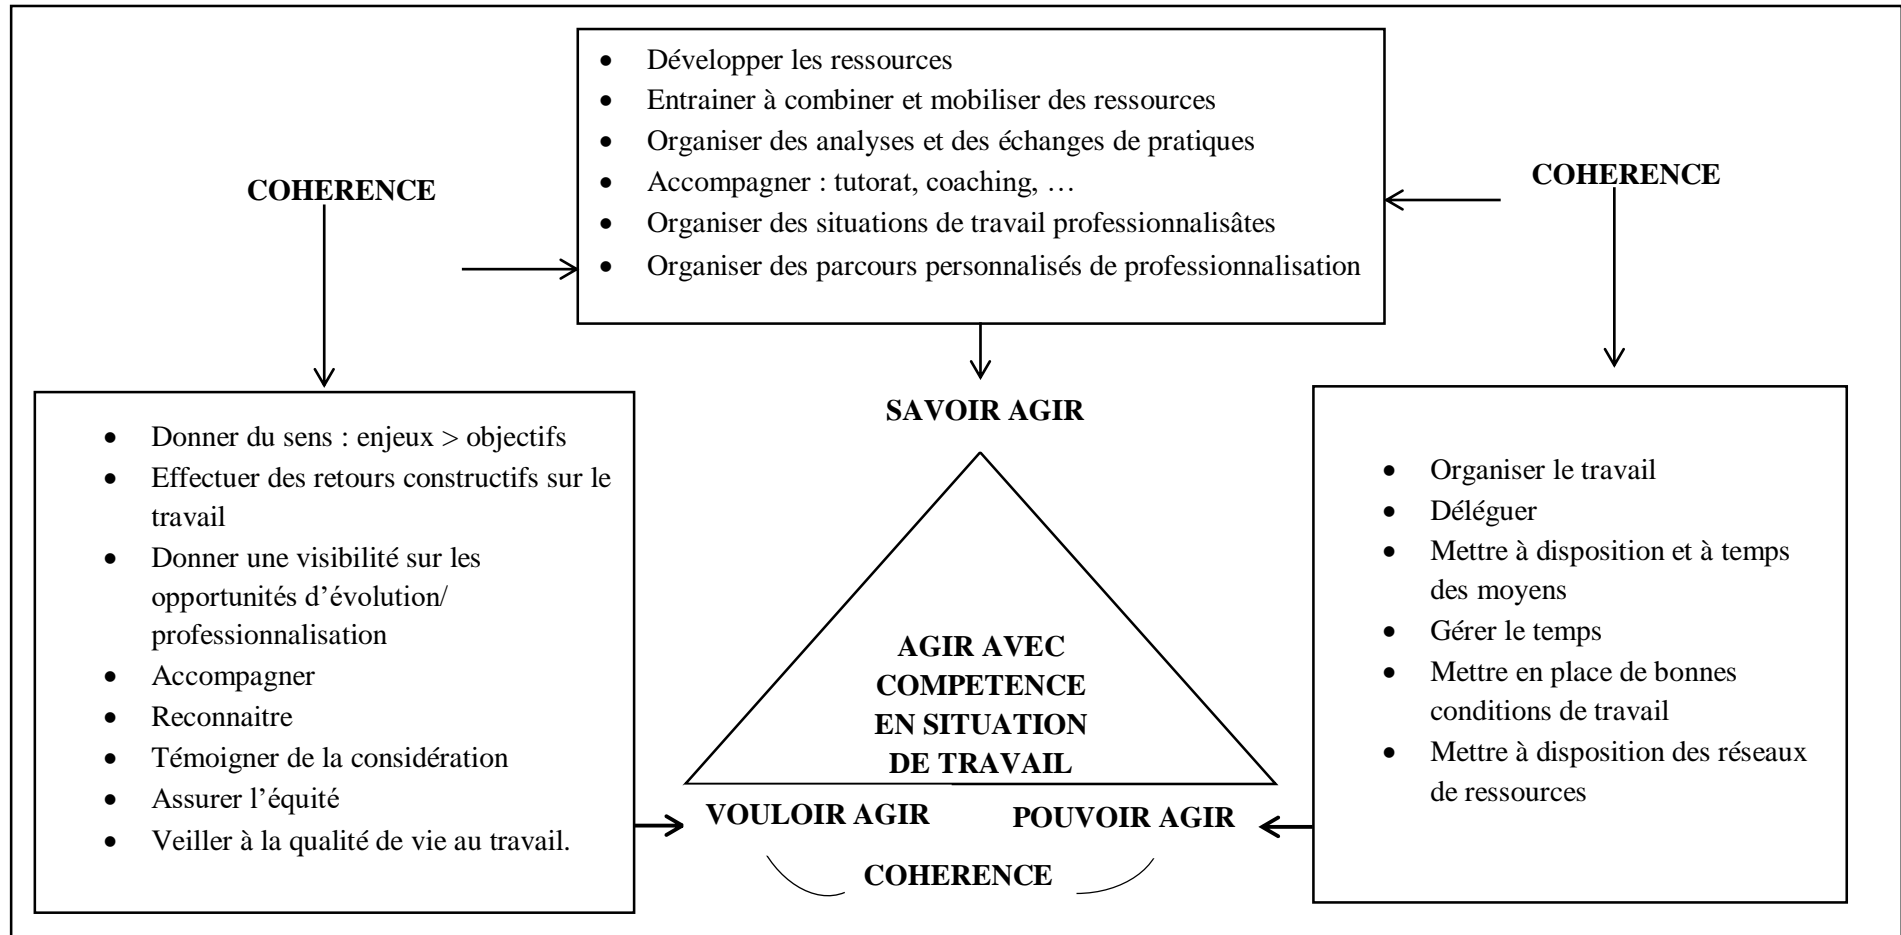 • Développer les ressources
• Entrainer à combiner et mobiliser des ressources
• Organiser des analyses et des échanges de pratiques
• Accompagner : tutorat, coaching, …
• Organiser des situations de travail professionnalisâtes
• Organiser des parcours personnalisés de professionnalisation
COHERENCE
COHERENCE
SAVOIR AGIR
• Donner du sens : enjeux > objectifs
• Effectuer des retours constructifs sur le
travail
• Donner une visibilité sur les
opportunités d’évolution/
professionnalisation
• Accompagner
• Reconnaitre
• Témoigner de la considération
• Assurer l’équité
• Veiller à la qualité de vie au travail.
AGIR AVEC
COMPETENCE
EN SITUATION
DE TRAVAIL
VOULOIR AGIR
POUVOIR AGIR
COHERENCE
• Organiser le travail
• Déléguer
• Mettre à disposition et à temps
des moyens
• Gérer le temps
• Mettre en place de bonnes
conditions de travail
• Mettre à disposition des réseaux
de ressources